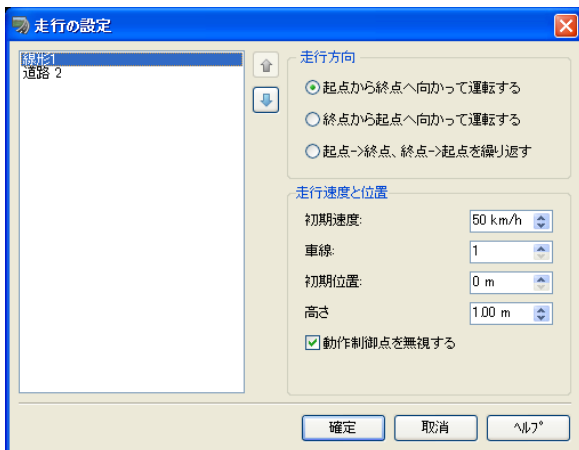 走行の設定
線形1
道路 2
走行方向
起点から終点へ向かって運転する
終点から起点へ向かって運転する
起点->終点、終点->起点を繰り返す
走行速度と位置
初期速度: 50 km/h
車線: 1
初期位置: 0 m
高さ 1.00 m
動作制御点を無視する
確定 取消 ﾍﾙﾌﾟ